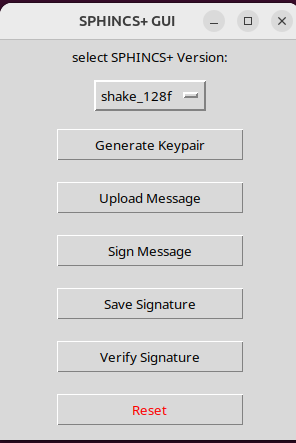 SPHINCS+ GUI
select SPHINCS+ Version:
shake_128f
Generate Keypair
Upload Message
Sign Message
Save Signature
Verify Signature
Reset